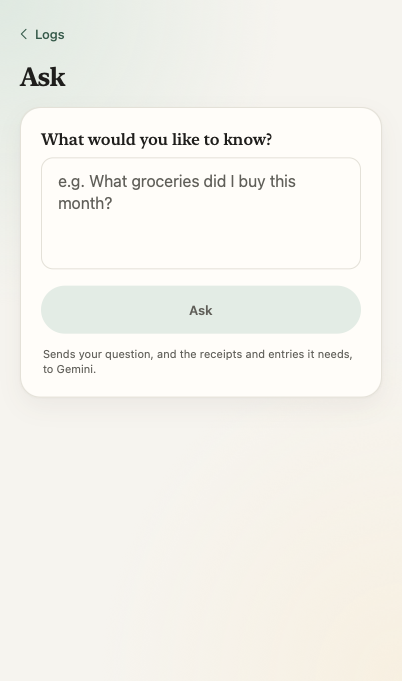 Logs
Ask
What would you like to know?
e.g. What groceries did I buy this
month?
Ask
Sends your question, and the receipts and entries it needs,
to Gemini.